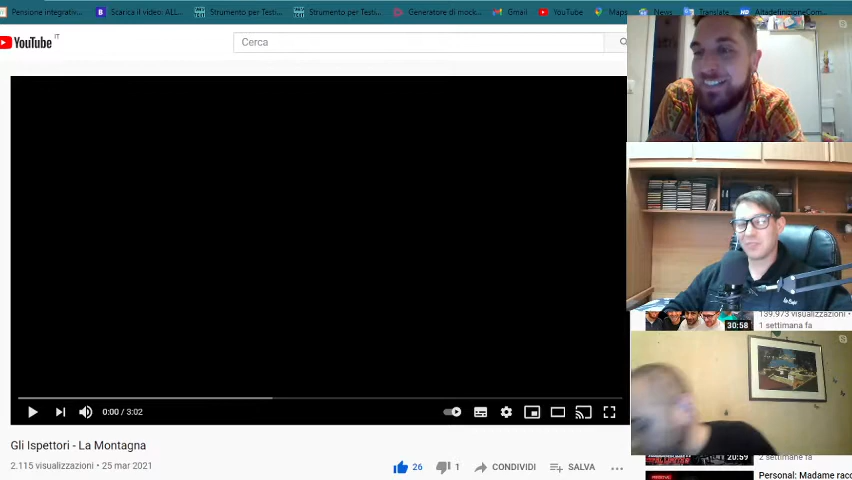 Pensione integrativ... Scarica il video: ALL... Strumento per Testi... Strumento per Testi... Generatore di mock... Gmail YouTube Maps News Translate AltadefinizioneCom...
YouTube IT
Cerca
0:00 / 3:02
Gli Ispettori - La Montagna
2.115 visualizzazioni • 25 mar 2021
26 1 CONDIVIDI SALVA
30:58
139.973 visualizzazioni •
1 settimana fa
20:59
2 settimane fa
Personal: Madame racc